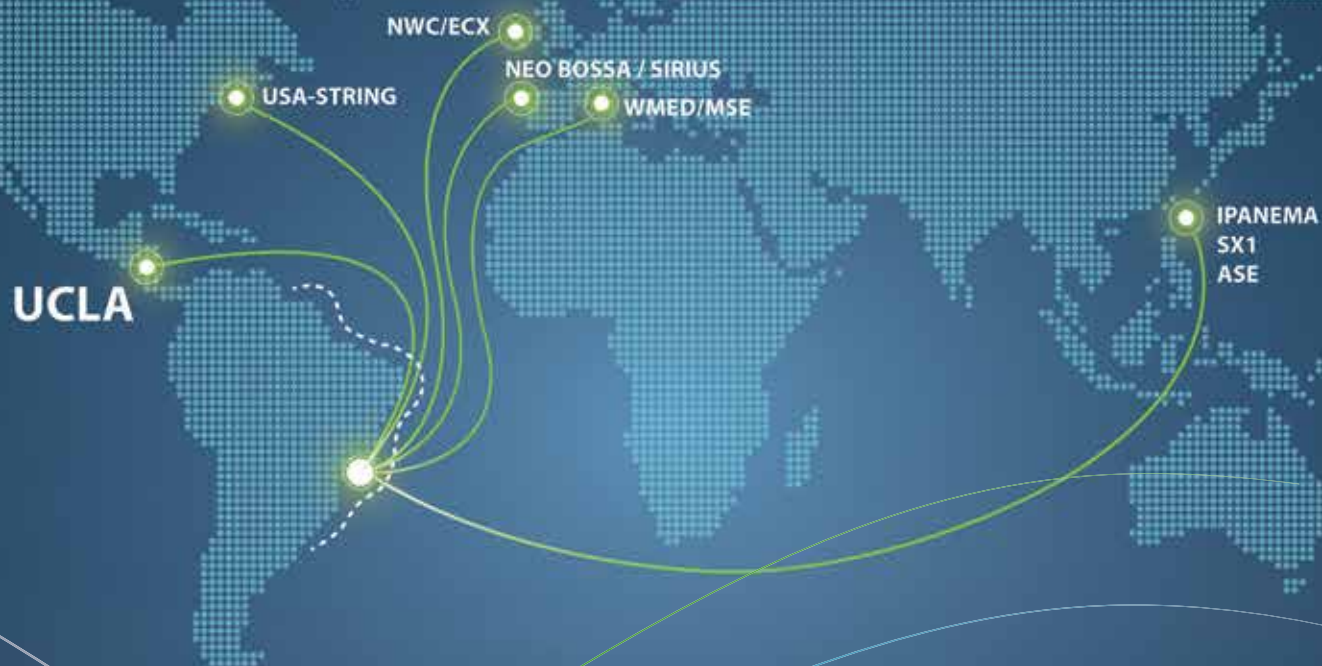 NWC/ECX
NEO BOSSA / SIRIUS
USA-STRING
WMED/MSE
IPANEMA
SX1
ASE
UCLA